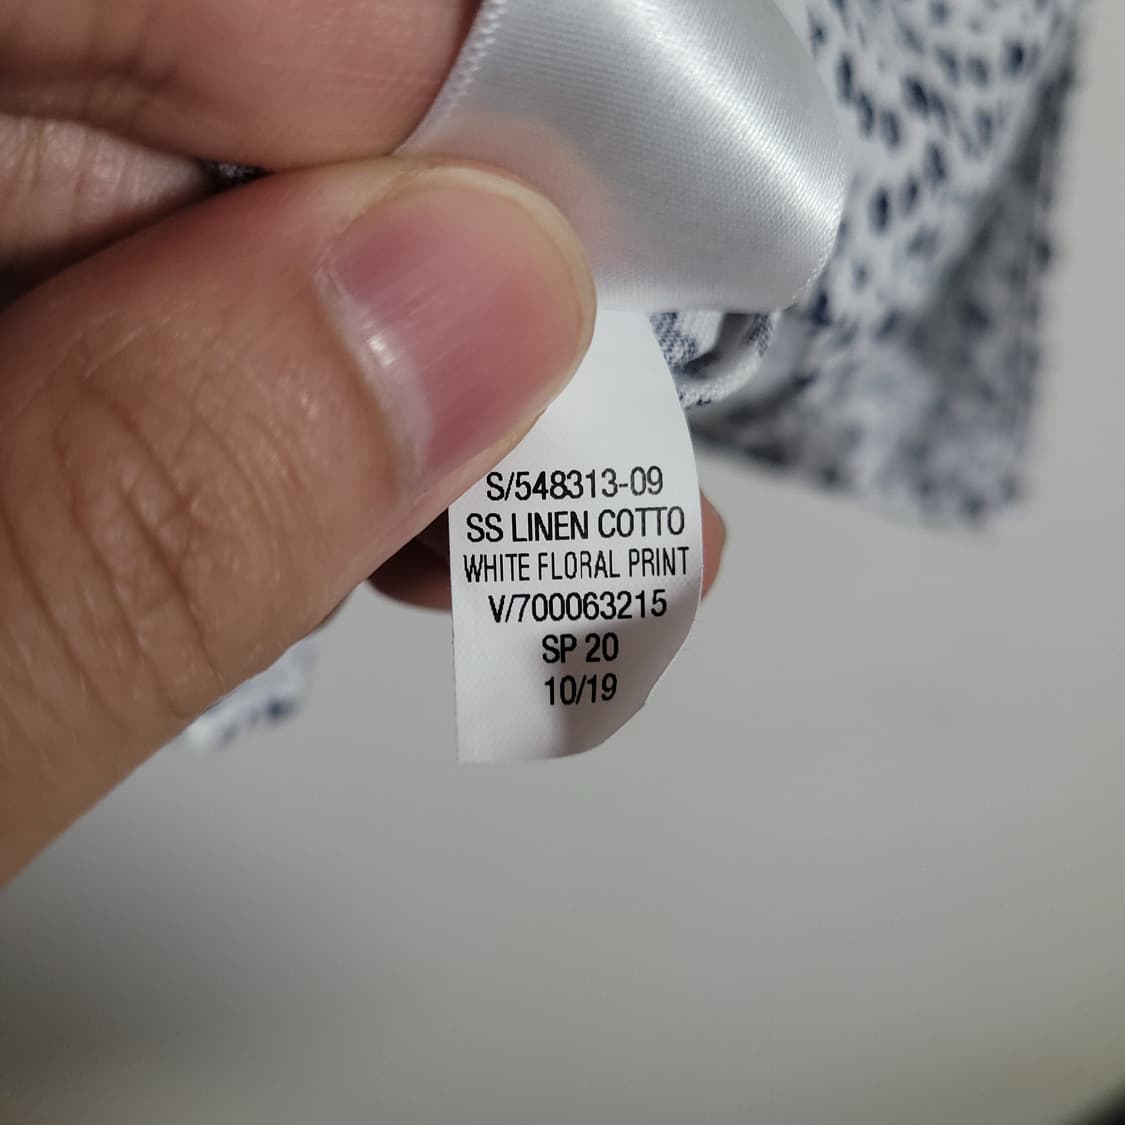 S/548313-09
SS LINEN COTTO
WHITE FLORAL PRINT
V/700063215
SP 20
10/19